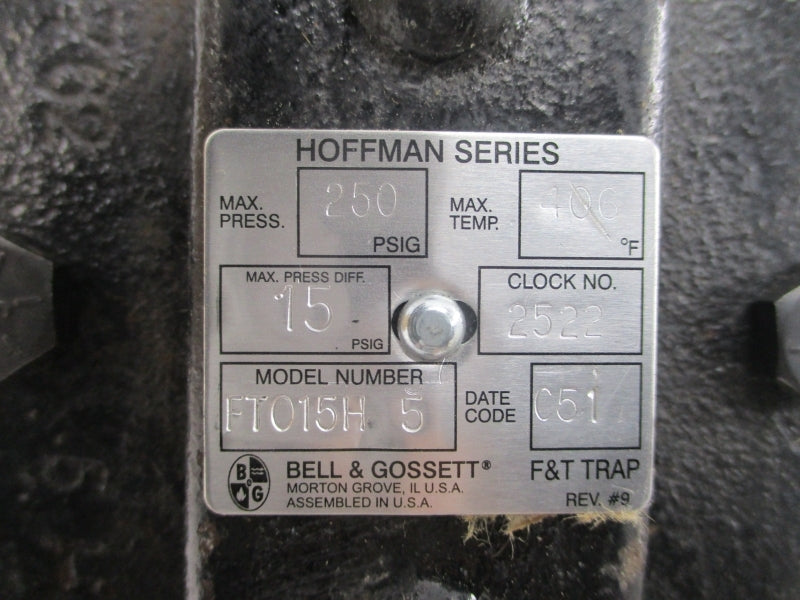 HOFFMAN SERIES
MAX. PRESS. 250 PSIG
MAX. TEMP. 406 °F
MAX. PRESS DIFF. 15 PSIG
CLOCK NO. 2522
MODEL NUMBER FT015H 5
DATE CODE 0517
B G BELL & GOSSETT® F&T TRAP
MORTON GROVE, IL U.S.A.
ASSEMBLED IN U.S.A. REV. #9